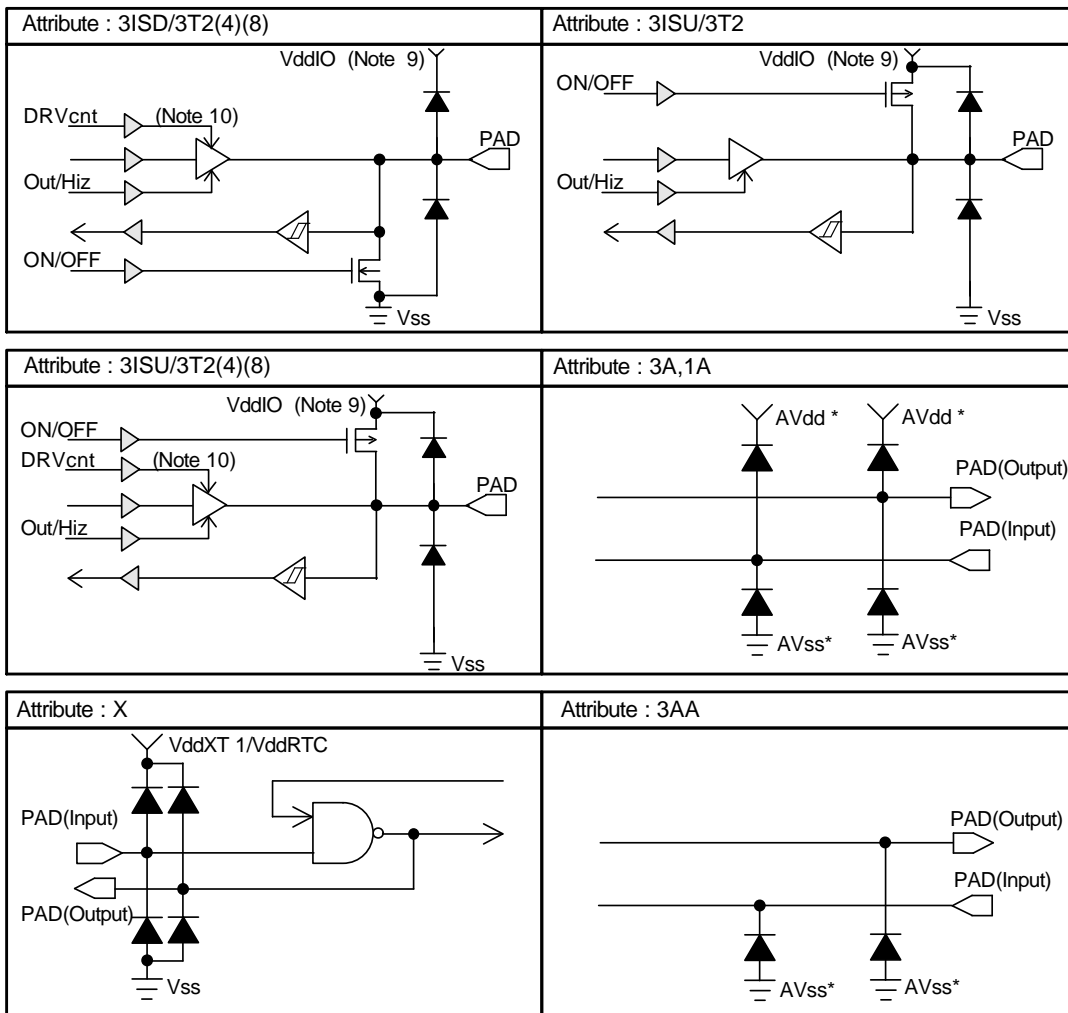 Attribute : 3ISD/3T2(4)(8)
VddIO (Note 9)
DRVcnt
(Note 10)
PAD
Out/Hiz
ON/OFF
Vss
Attribute : 3ISU/3T2
VddIO (Note 9)
ON/OFF
PAD
Out/Hiz
Vss
Attribute : 3ISU/3T2(4)(8)
VddIO (Note 9)
ON/OFF
DRVcnt
(Note 10)
PAD
Out/Hiz
Vss
Attribute : 3A,1A
AVdd *
AVdd *
PAD(Output)
PAD(Input)
AVss*
AVss*
Attribute : X
VddXT 1/VddRTC
PAD(Input)
PAD(Output)
Vss
Attribute : 3AA
PAD(Output)
PAD(Input)
AVss*
AVss*